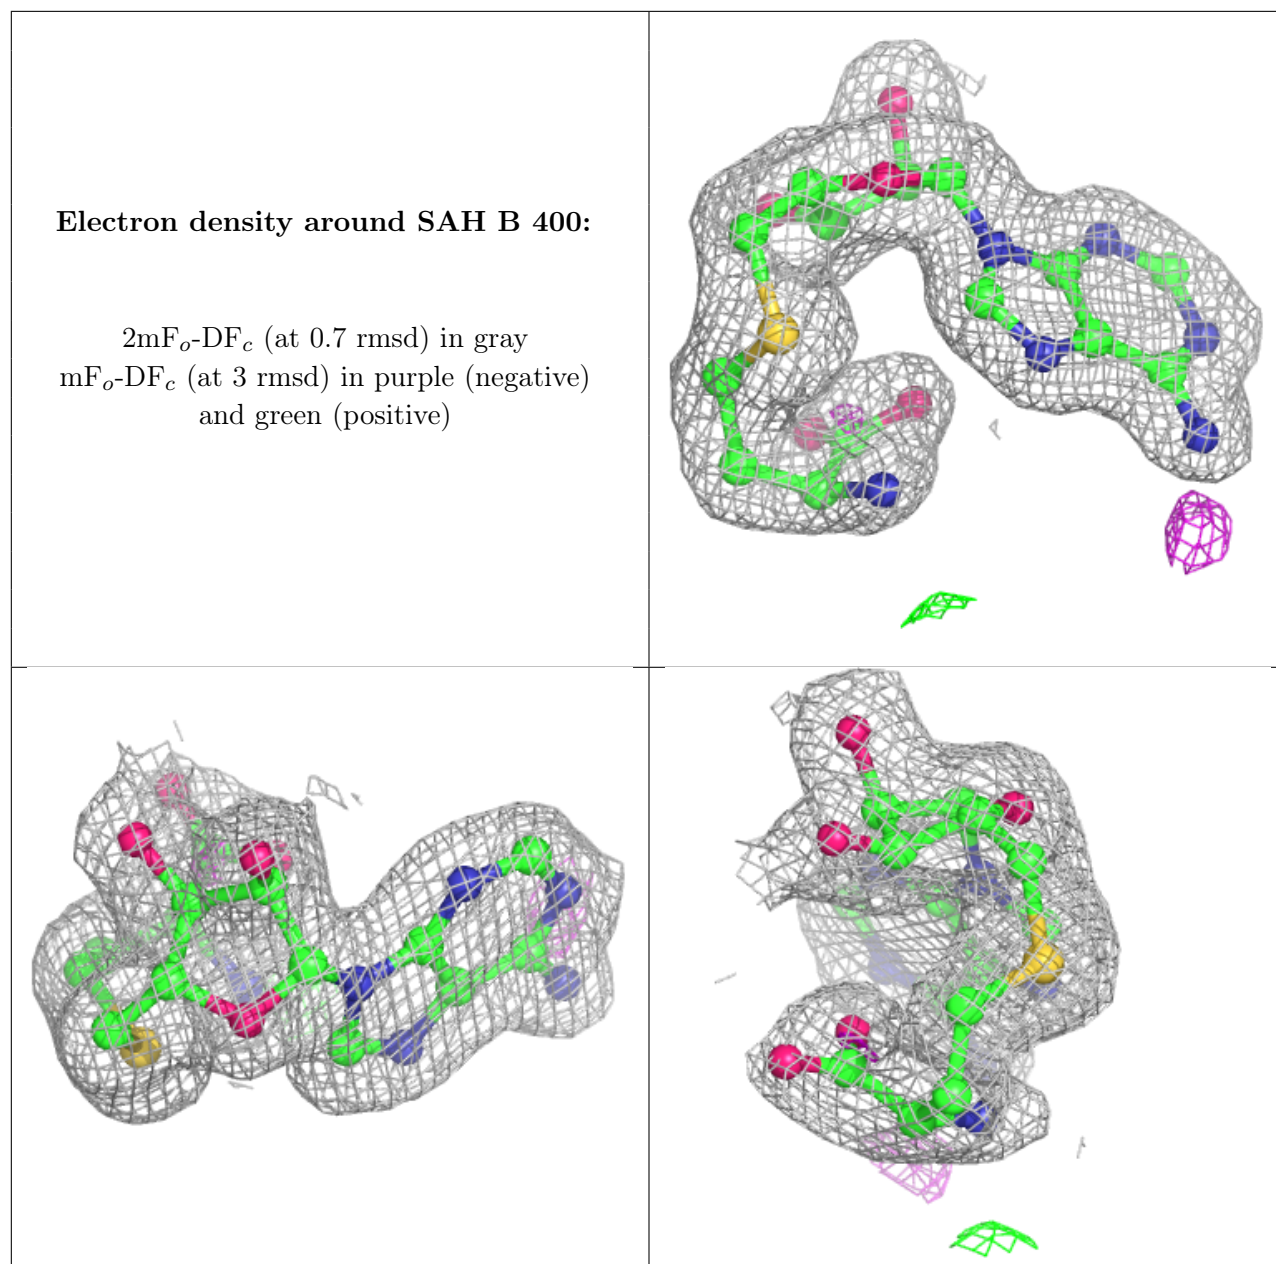 Electron density around SAH B 400:
2mFₒ-DF𝒸 (at 0.7 rmsd) in gray
mFₒ-DF𝒸 (at 3 rmsd) in purple (negative)
and green (positive)